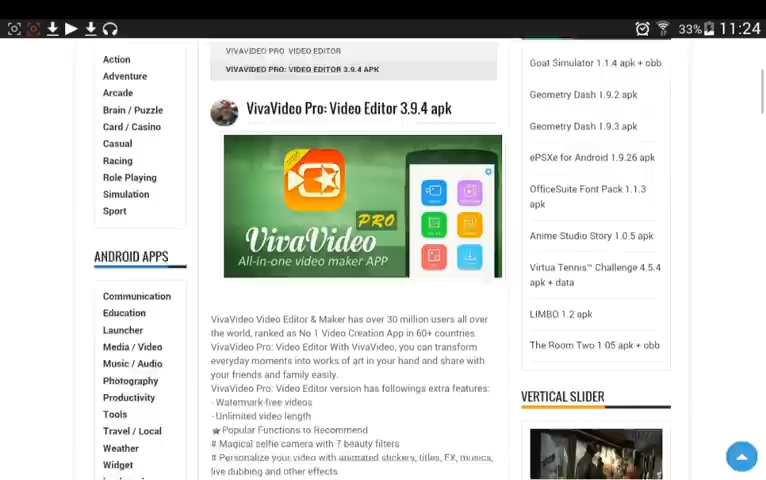 33% 11:24
Action
Adventure
Arcade
Brain / Puzzle
Card / Casino
Casual
Racing
Role Playing
Simulation
Sport
ANDROID APPS
Communication
Education
Launcher
Media / Video
Music / Audio
Photography
Productivity
Tools
Travel / Local
Weather
Widget
VIVAVIDEO PRO VIDEO EDITOR
VIVAVIDEO PRO: VIDEO EDITOR 3.9.4 APK
VivaVideo Pro: Video Editor 3.9.4 apk
PRO
VivaVideo
PRO
All-in-one video maker APP
VivaVideo Video Editor & Maker has over 30 million users all over
the world, ranked as No 1 Video Creation App in 60+ countries.
VivaVideo Pro: Video Editor With VivaVideo, you can transform
everyday moments into works of art in your hand and share with
your friends and family easily.
VivaVideo Pro: Video Editor version has followings extra features:
- Watermark-free videos
- Unlimited video length
★Popular Functions to Recommend
# Magical selfie camera with 7 beauty filters
# Personalize your video with animated stickers, titles, FX, musics,
live dubbing and other effects.
Goat Simulator 1.1.4 apk + obb
Geometry Dash 1.9.2 apk
Geometry Dash 1.9.3 apk
ePSXe for Android 1.9.26 apk
OfficeSuite Font Pack 1.1.3
apk
Anime Studio Story 1.0.5 apk
Virtua Tennis™ Challenge 4.5.4
apk + data
LIMBO 1.2 apk
The Room Two 1.05 apk + obb
VERTICAL SLIDER